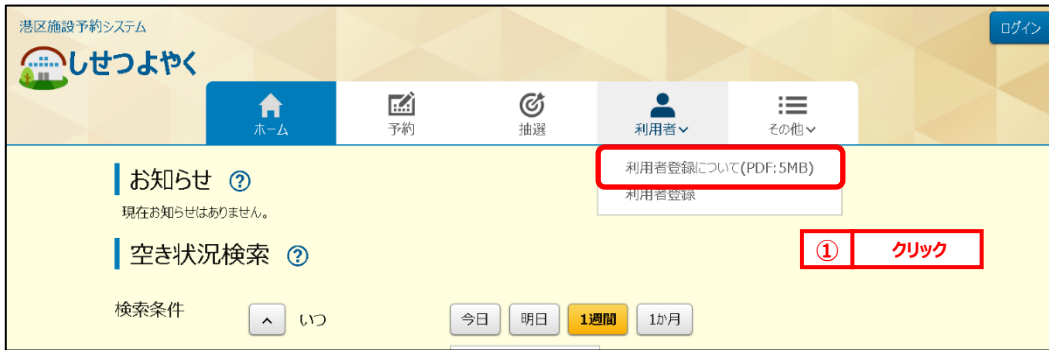 港区施設予約システム
ログイン
しせつよやく
ホーム
予約
抽選
利用者
その他
利用者登録について(PDF:5MB)
利用者登録
お知らせ ?
現在お知らせはありません。
空き状況検索 ?
① クリック
検索条件 いつ 今日 明日 1週間 1か月